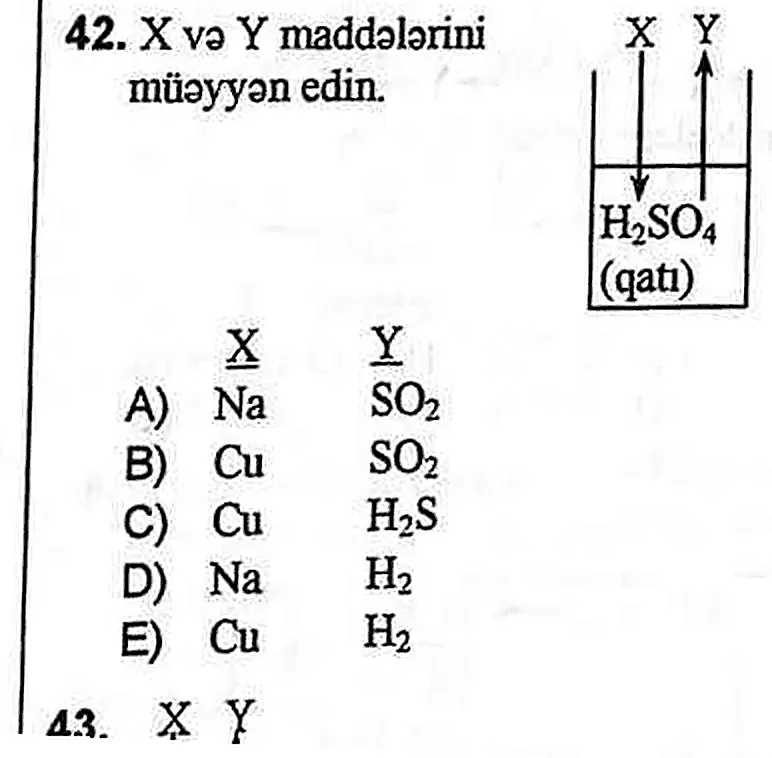 42. X və Y maddələrini
müəyyən edin.
X Y
H₂SO₄
(qatı)
X Y
A) Na SO₂
B) Cu SO₂
C) Cu H₂S
D) Na H₂
E) Cu H₂
43. X Y